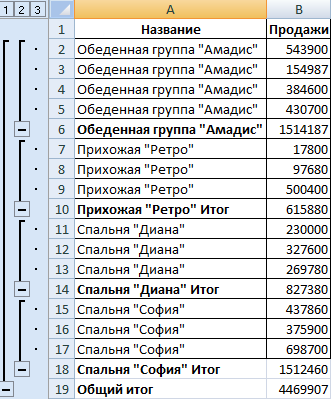 1 2 3 A B
1 Название Продажи
2 Обеденная группа "Амадис" 543900
3 Обеденная группа "Амадис" 154987
4 Обеденная группа "Амадис" 384600
5 Обеденная группа "Амадис" 430700
6 Обеденная группа "Амадис" 1514187
7 Прихожая "Ретро" 17800
8 Прихожая "Ретро" 97680
9 Прихожая "Ретро" 500400
10 Прихожая "Ретро" Итог 615880
11 Спальня "Диана" 230000
12 Спальня "Диана" 327600
13 Спальня "Диана" 269780
14 Спальня "Диана" Итог 827380
15 Спальня "София" 437860
16 Спальня "София" 375900
17 Спальня "София" 698700
18 Спальня "София" Итог 1512460
19 Общий итог 4469907